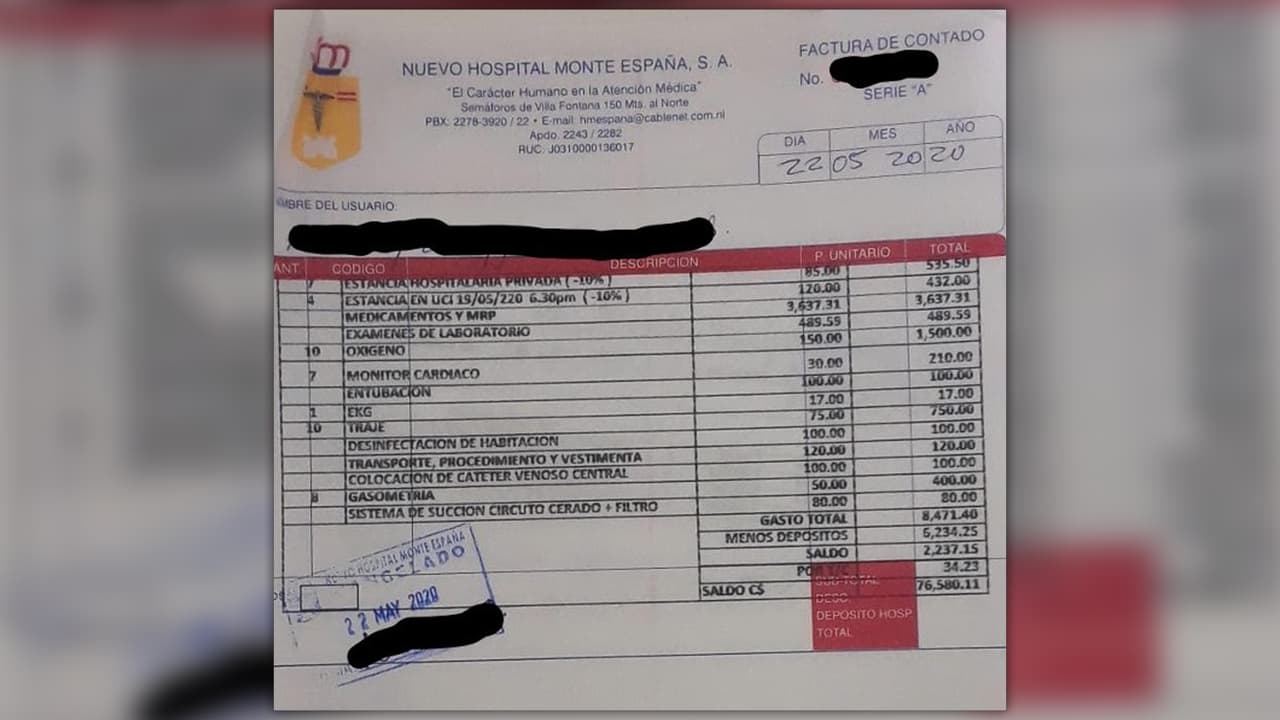 NUEVO HOSPITAL MONTE ESPAÑA, S. A.
"El Carácter Humano en la Atención Médica"
Semáforos de Villa Fontana 150 Mts. al Norte
PBX: 2278-3920 / 22 • E-mail: hmespana@cablenet.com.ni
Apdo. 2243 / 2282
RUC: J0310000136017
FACTURA DE CONTADO
No.
SERIE "A"
DIA MES AÑO
22 05 2020
MBRE DEL USUARIO:
ANT CODIGO DESCRIPCION P. UNITARIO TOTAL
7 ESTANCIA HOSPITALARIA PRIVADA ( -10% ) 85.00 535.50
4 ESTANCIA EN UCI 19/05/220 6.30pm ( -10% ) 120.00 432.00
MEDICAMENTOS Y MRP 3,637.31 3,637.31
EXAMENES DE LABORATORIO 489.59 489.59
10 OXIGENO 150.00 1,500.00
7 MONITOR CARDIACO 30.00 210.00
ENTUBACION 100.00 100.00
1 EKG 17.00 17.00
10 TRAJE 75.00 750.00
DESINFECTACION DE HABITACION 100.00 100.00
TRANSPORTE, PROCEDIMIENTO Y VESTIMENTA 120.00 120.00
COLOCACION DE CATETER VENOSO CENTRAL 100.00 100.00
8 GASOMETRIA 50.00 400.00
SISTEMA DE SUCCION CIRCUTO CERADO + FILTRO 80.00 80.00
GASTO TOTAL 8,471.40
MENOS DEPOSITOS 6,234.25
SALDO 2,237.15
34.23
SALDO C$ 76,580.11
SUB-TOTAL
DESC.
DEPOSITO HOSP
TOTAL
HOSPITAL MONTE ESPAÑA
22 MAY 2020